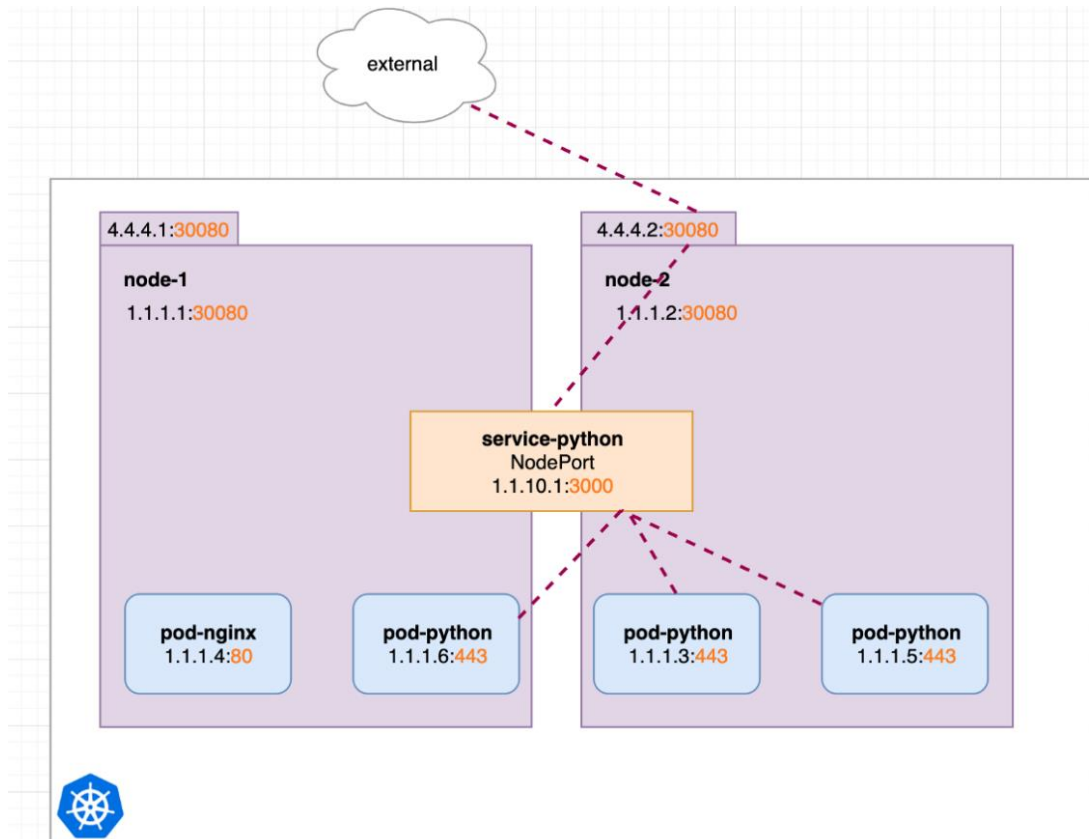 external
4.4.4.1:30080
4.4.4.2:30080
node-1
1.1.1.1:30080
node-2
1.1.1.2:30080
service-python
NodePort
1.1.10.1:3000
pod-nginx
1.1.1.4:80
pod-python
1.1.1.6:443
pod-python
1.1.1.3:443
pod-python
1.1.1.5:443